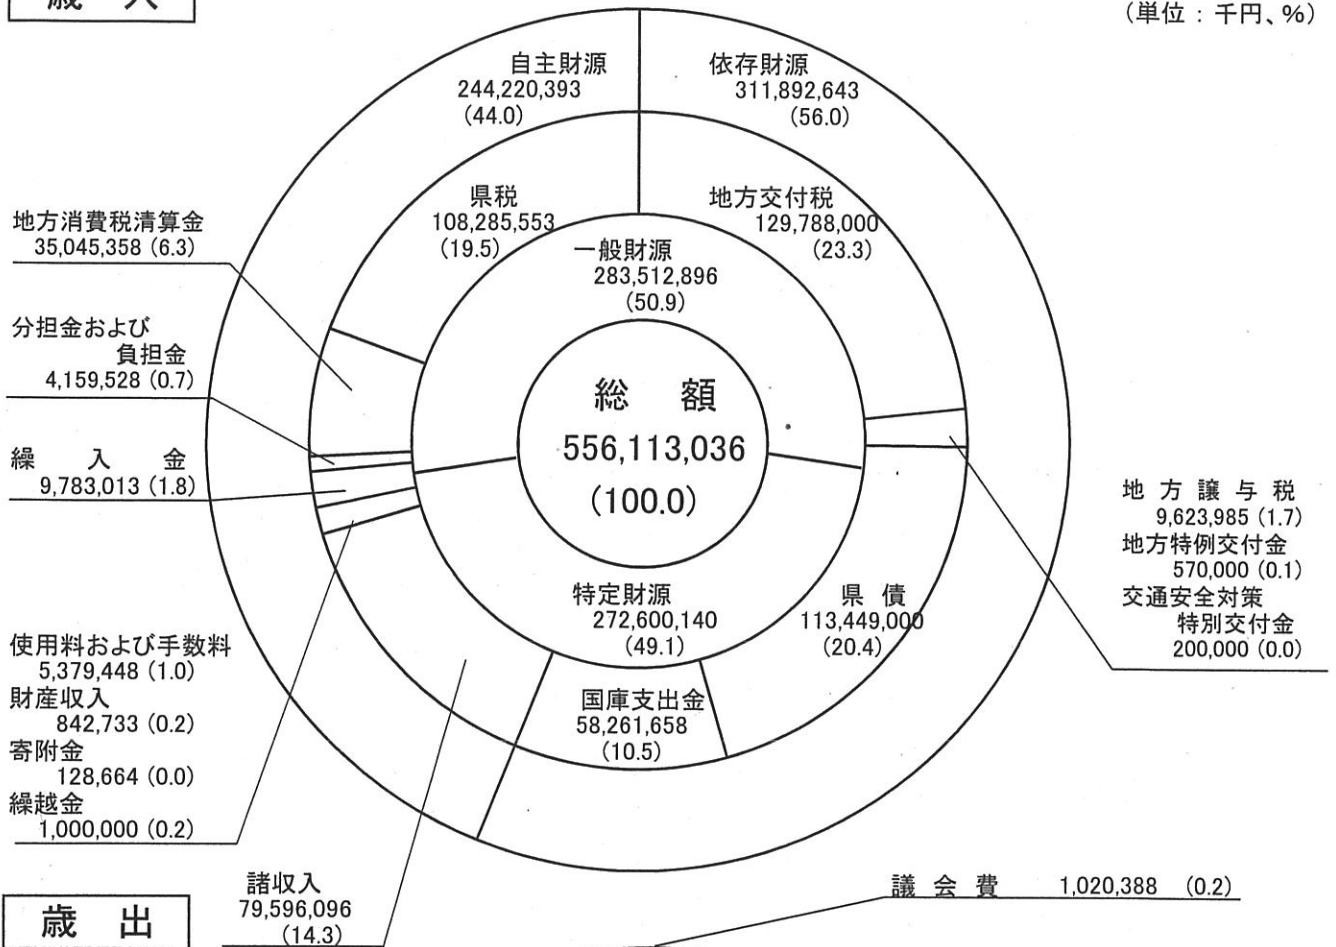 歳 入
(単位：千円、%)
自主財源
244,220,393
(44.0)
依存財源
311,892,643
(56.0)
県税
108,285,553
(19.5)
地方交付税
129,788,000
(23.3)
一般財源
283,512,896
(50.9)
総 額
556,113,036
(100.0)
地方消費税清算金
35,045,358 (6.3)
分担金および
負担金
4,159,528 (0.7)
繰 入 金
9,783,013 (1.8)
使用料および手数料
5,379,448 (1.0)
財産収入
842,733 (0.2)
寄附金
128,664 (0.0)
繰越金
1,000,000 (0.2)
地 方 譲 与 税
9,623,985 (1.7)
地方特例交付金
570,000 (0.1)
交通安全対策
特別交付金
200,000 (0.0)
特定財源
272,600,140
(49.1)
県 債
113,449,000
(20.4)
国庫支出金
58,261,658
(10.5)
諸収入
79,596,096
(14.3)
議 会 費 1,020,388 (0.2)
歳 出